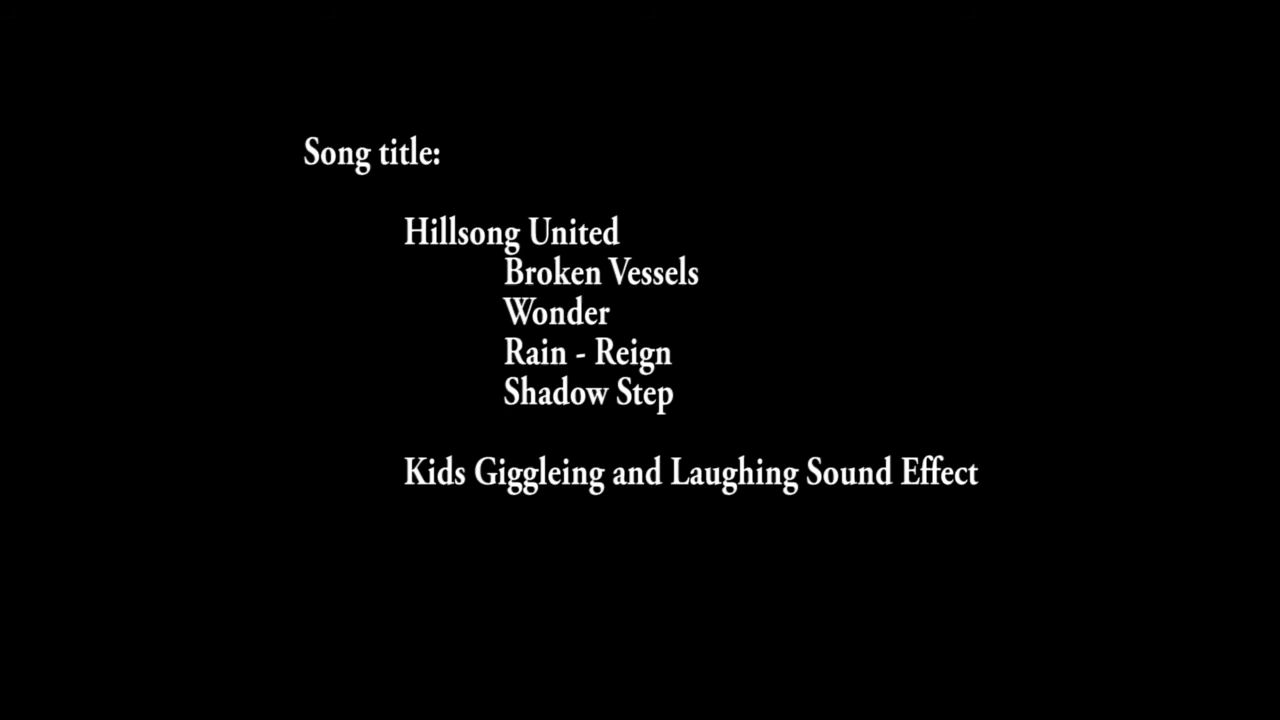 Song title:
Hillsong United
Broken Vessels
Wonder
Rain - Reign
Shadow Step
Kids Giggleing and Laughing Sound Effect